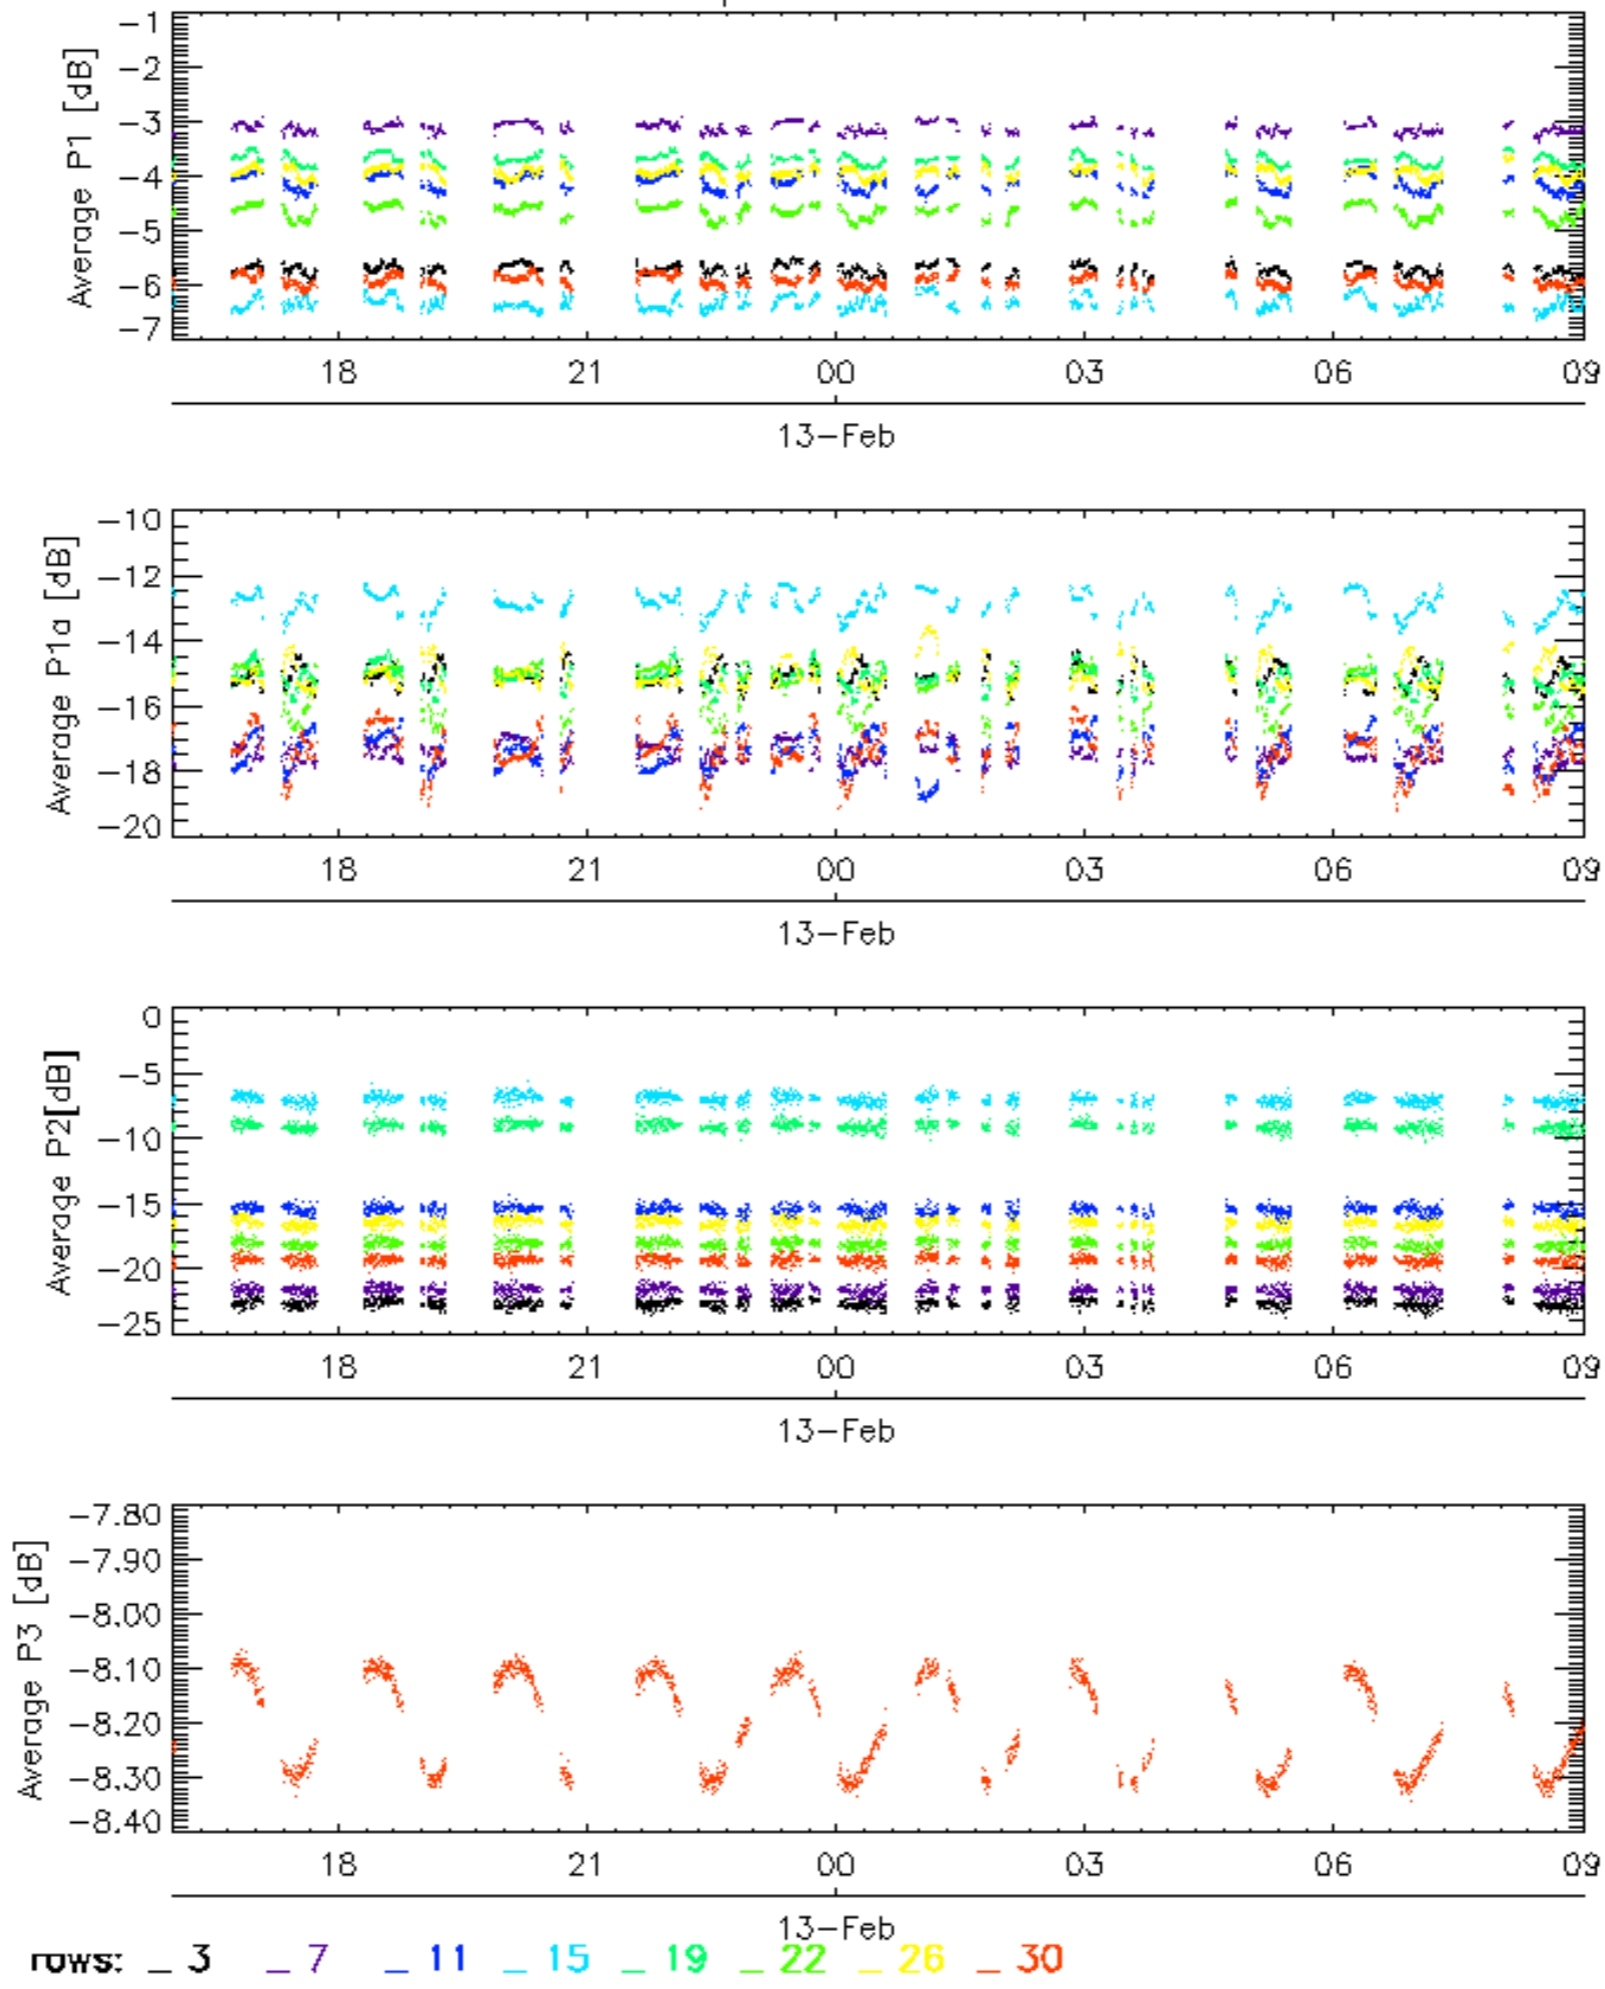 Average P1 [dB]
-1
-2
-3
-4
-5
-6
-7
18 21 00 03 06 09
13-Feb
Average P1a [dB]
-10
-12
-14
-16
-18
-20
18 21 00 03 06 09
13-Feb
Average P2[dB]
0
-5
-10
-15
-20
-25
18 21 00 03 06 09
13-Feb
Average P3 [dB]
-7.80
-7.90
-8.00
-8.10
-8.20
-8.30
-8.40
18 21 00 03 06 09
13-Feb
rows: _ 3 _ 7 _ 11 _ 15 _ 19 _ 22 _ 26 _ 30